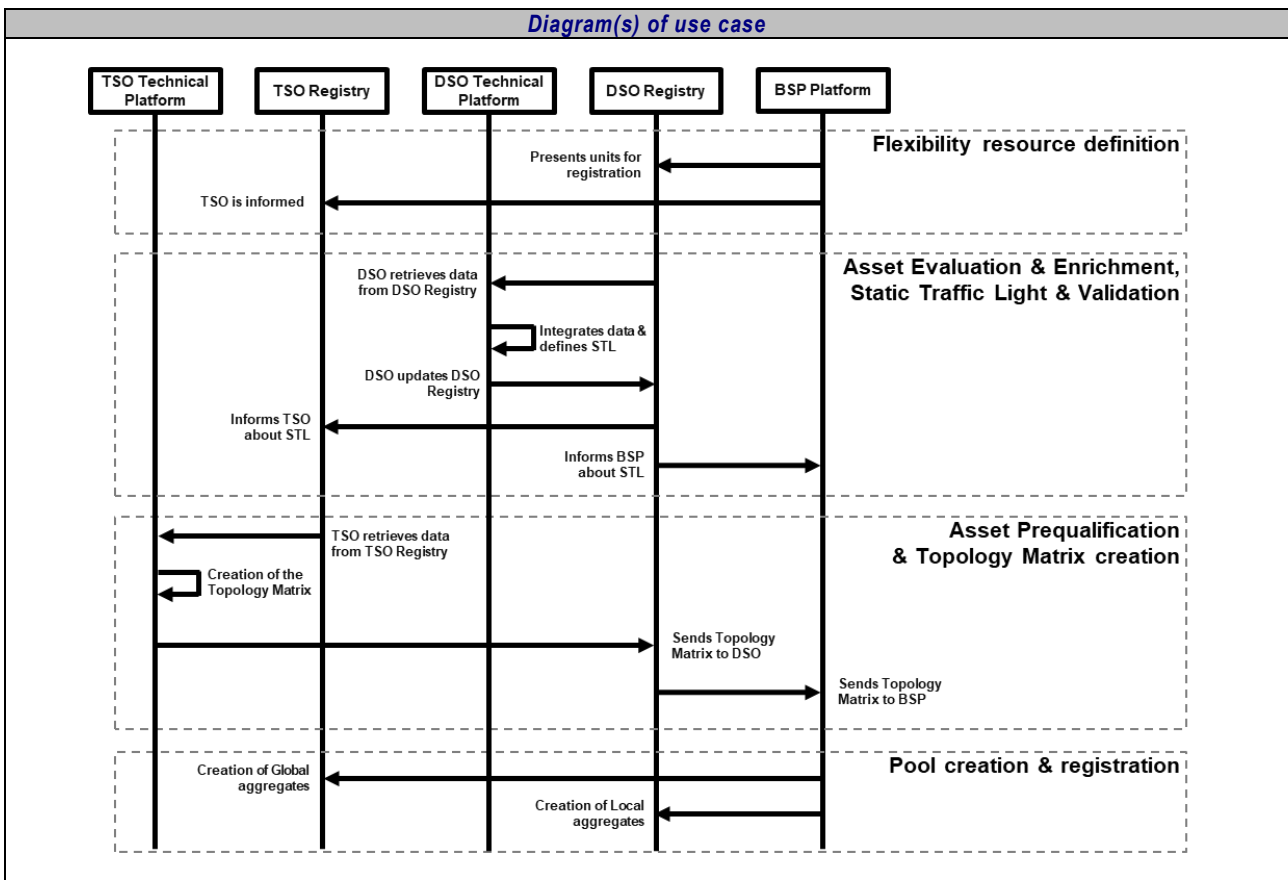 Diagram(s) of use case
TSO Technical
Platform
TSO Registry
DSO Technical
Platform
DSO Registry
BSP Platform
Flexibility resource definition
Presents units for
registration
TSO is informed
Asset Evaluation & Enrichment,
Static Traffic Light & Validation
DSO retrieves data
from DSO Registry
Integrates data &
defines STL
DSO updates DSO
Registry
Informs TSO
about STL
Informs BSP
about STL
Asset Prequalification
& Topology Matrix creation
TSO retrieves data
from TSO Registry
Creation of the
Topology Matrix
Sends Topology
Matrix to DSO
Sends Topology
Matrix to BSP
Pool creation & registration
Creation of Global
aggregates
Creation of Local
aggregates